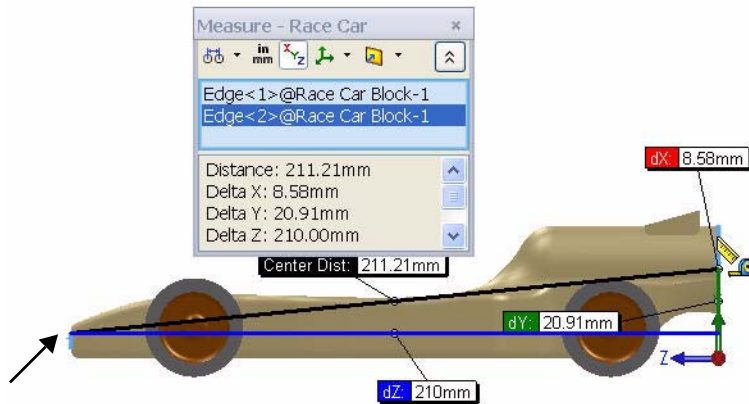 Measure - Race Car
in
mm
X
Y
Z
Edge<1>@Race Car Block-1
Edge<2>@Race Car Block-1
Distance: 211.21mm
Delta X: 8.58mm
Delta Y: 20.91mm
Delta Z: 210.00mm
dX: 8.58mm
Center Dist: 211.21mm
dY: 20.91mm
Z
dZ: 210mm